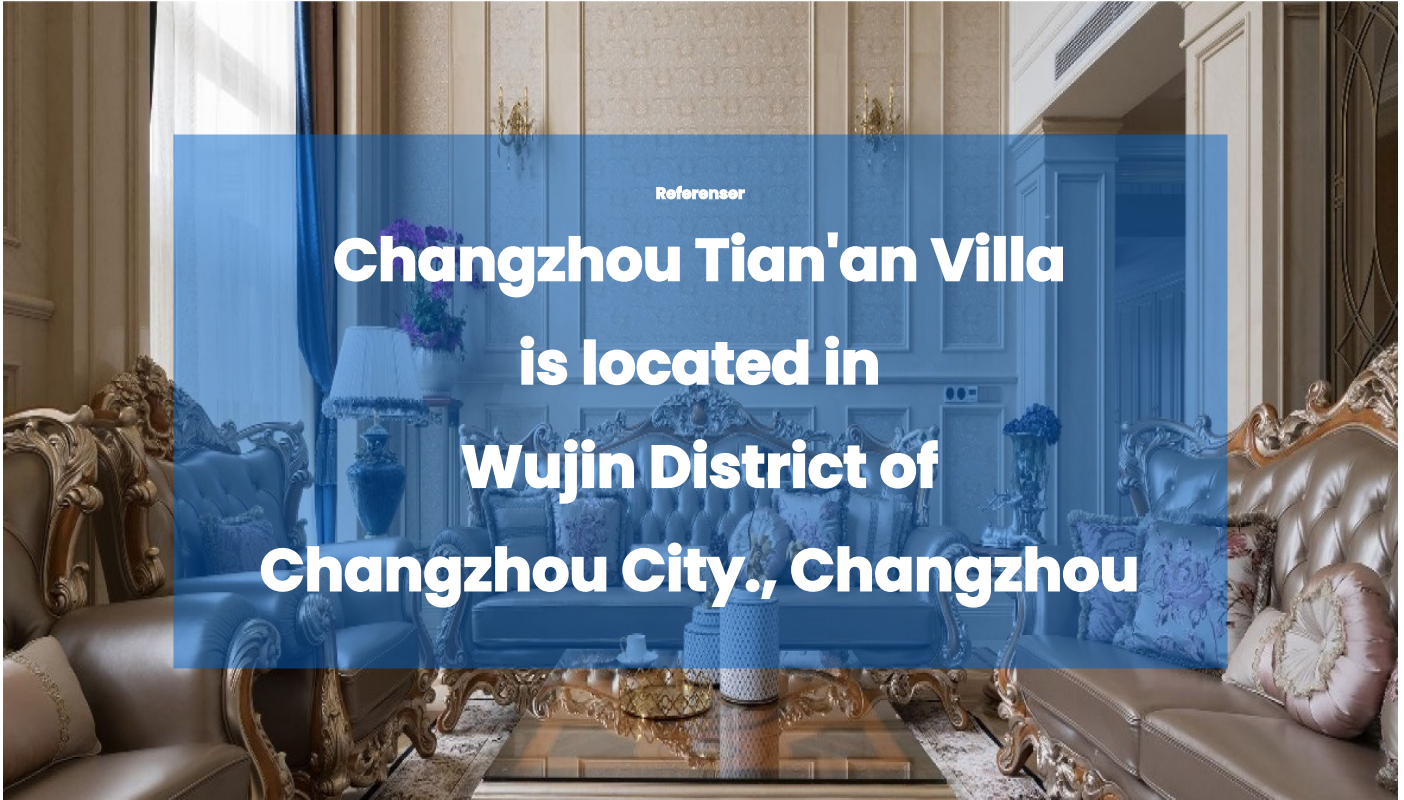 Referenser
Changzhou Tian'an Villa
is located in
Wujin District of
Changzhou City., Changzhou